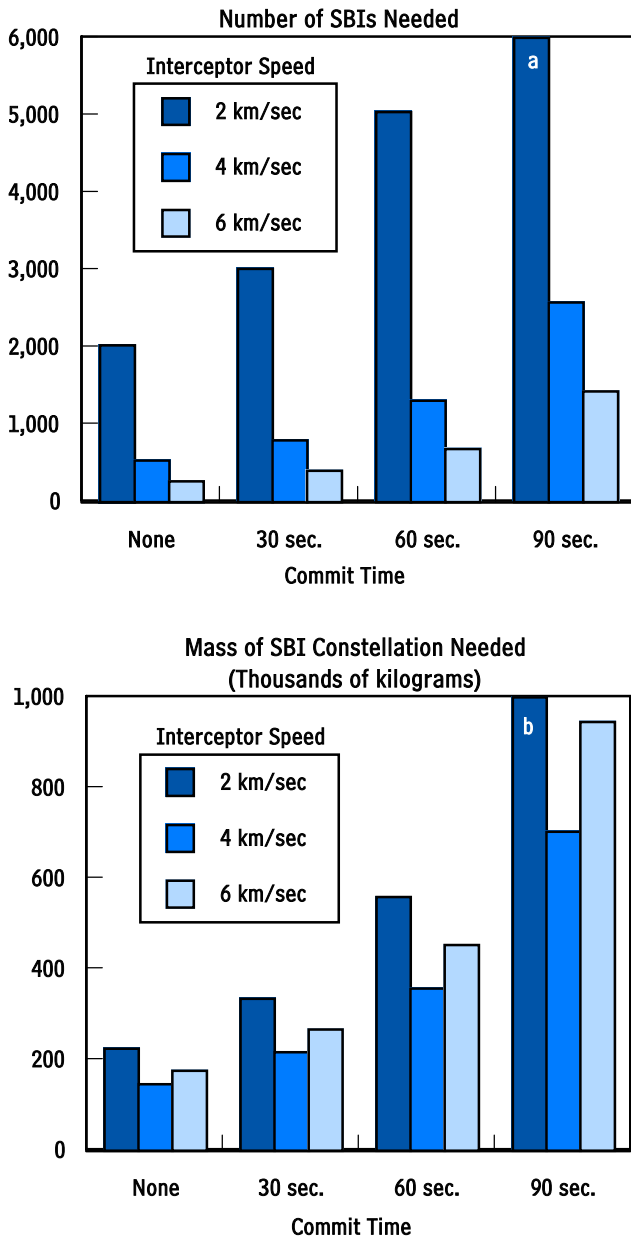 Number of SBIs Needed
6,000
5,000
4,000
3,000
2,000
1,000
0
Interceptor Speed
2 km/sec
4 km/sec
6 km/sec
a
None 30 sec. 60 sec. 90 sec.
Commit Time
Mass of SBI Constellation Needed
(Thousands of kilograms)
1,000
800
600
400
200
0
Interceptor Speed
2 km/sec
4 km/sec
6 km/sec
b
None 30 sec. 60 sec. 90 sec.
Commit Time